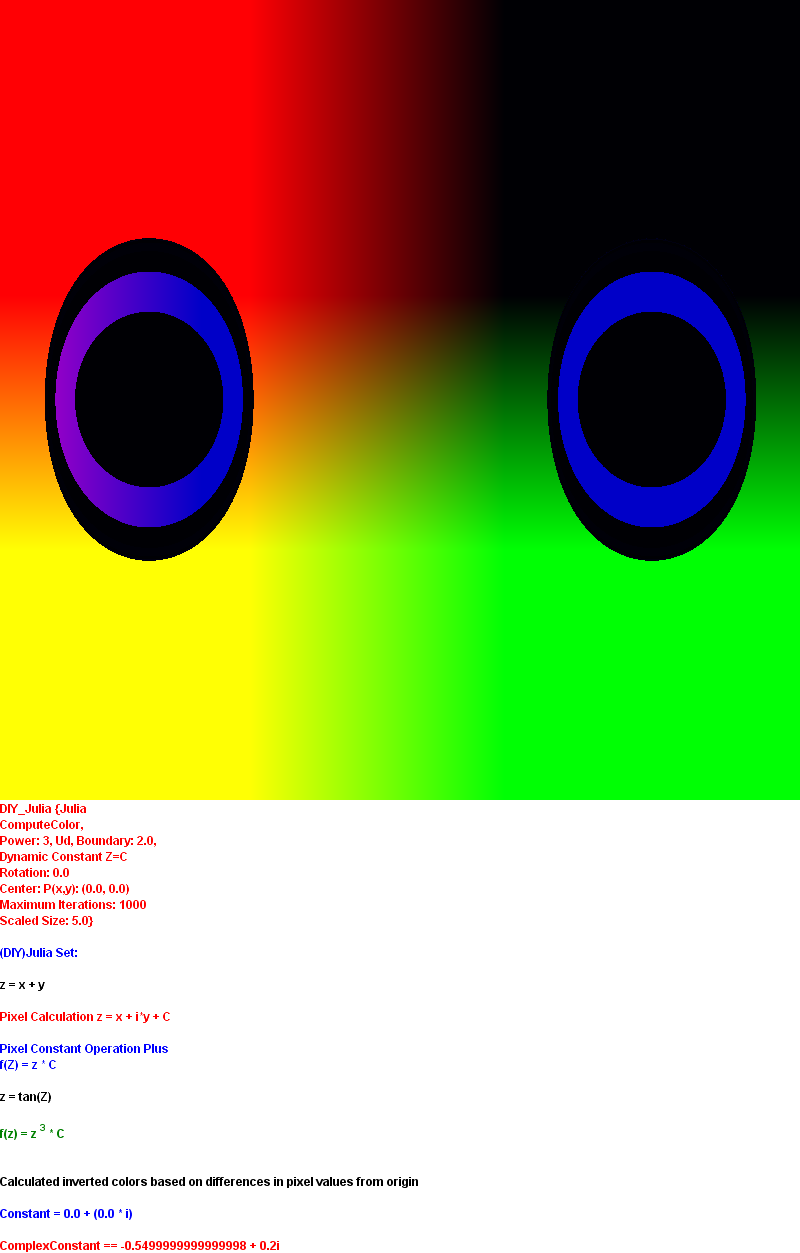 DIY_Julia {Julia
ComputeColor,
Power: 3, Ud, Boundary: 2.0,
Dynamic Constant Z=C
Rotation: 0.0
Center: P(x,y): (0.0, 0.0)
Maximum Iterations: 1000
Scaled Size: 5.0}
(DIY)Julia Set:
z = x + y
Pixel Calculation z = x + i*y + C
Pixel Constant Operation Plus
f(Z) = z * C
z = tan(Z)
f(z) = z ³ * C
Calculated inverted colors based on differences in pixel values from origin
Constant = 0.0 + (0.0 * i)
ComplexConstant == -0.5499999999999998 + 0.2i